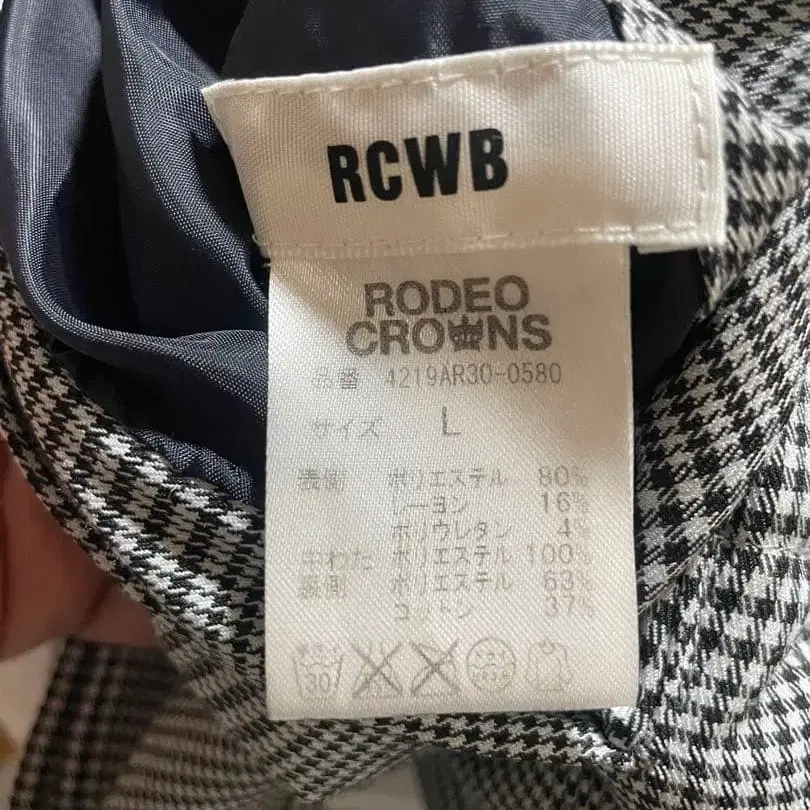 RCWB
RODEO
CROWNS
品番 4219AR30-0580
サイズ L
表側 ポリエステル 80%
レーヨン 16%
ポリウレタン 4%
中わた ポリエステル 100%
裏側 ポリエステル 63%
コットン 37%
30